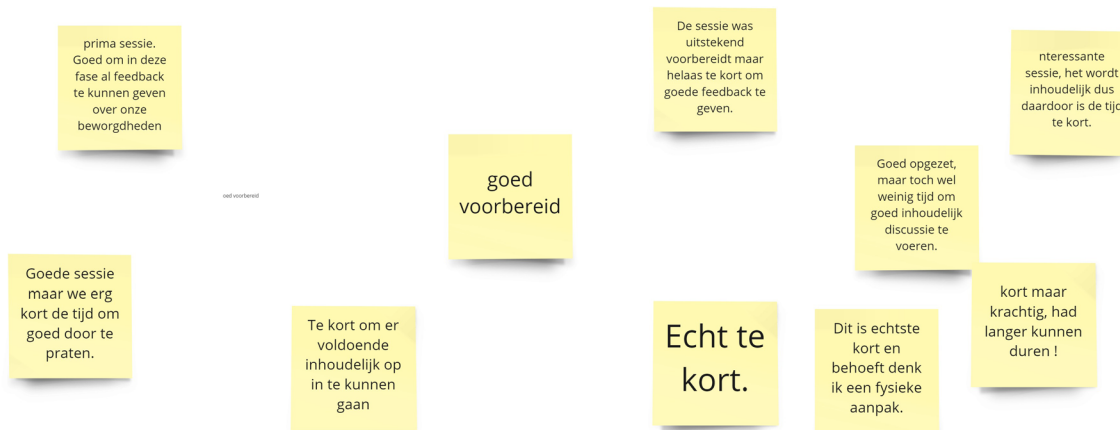 prima sessie.
Goed om in deze
fase al feedback
te kunnen geven
over onze
beworgdheden
De sessie was
uitstekend
voorbereidt maar
helaas te kort om
goede feedback te
geven.
nteressante
sessie, het wordt
inhoudelijk dus
daardoor is de tijd
te kort.
goed
voorbereid
Goed opgezet,
maar toch wel
weinig tijd om
goed inhoudelijk
discussie te
voeren.
oed voorbereid
Goede sessie
maar we erg
kort de tijd om
goed door te
praten.
Te kort om er
voldoende
inhoudelijk op
in te kunnen
gaan
Echt te
kort.
Dit is echtste
kort en
behoeft denk
ik een fysieke
aanpak.
kort maar
krachtig, had
langer kunnen
duren !